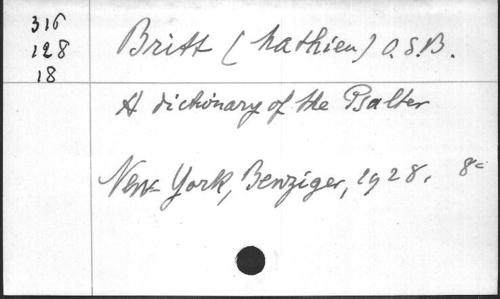 316
128
18
Britt (Mathieu) O.S.B.
A dictionary of the Psalter
New-York, Benziger, 1928. 8°